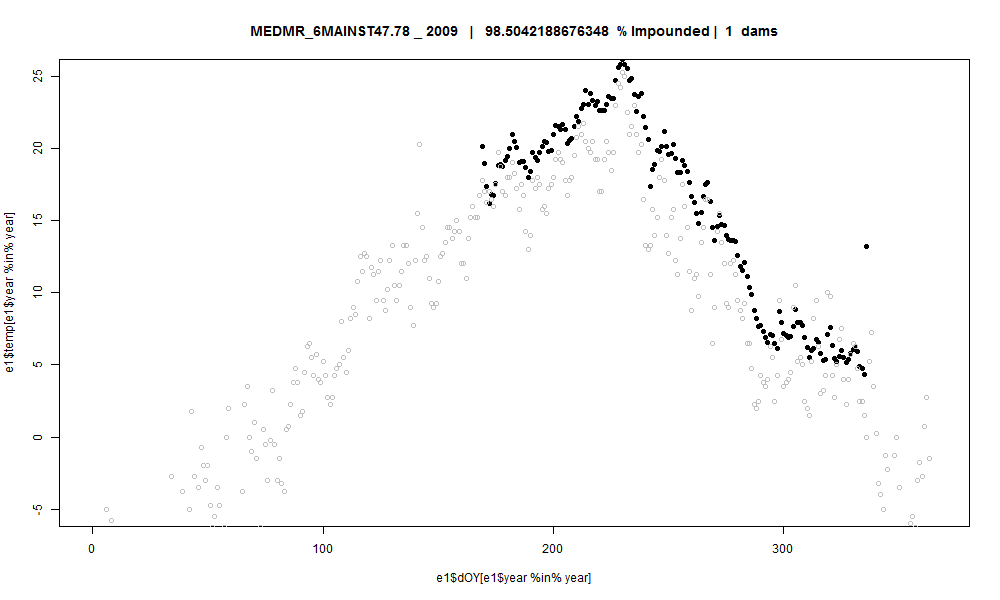 MEDMR_6MAINST47.78 _ 2009 | 98.5042188676348 % Impounded | 1 dams
25
20
15
10
5
0
-5
e1$temp[e1$year %in% year]
0 100 200 300
e1$dOY[e1$year %in% year]